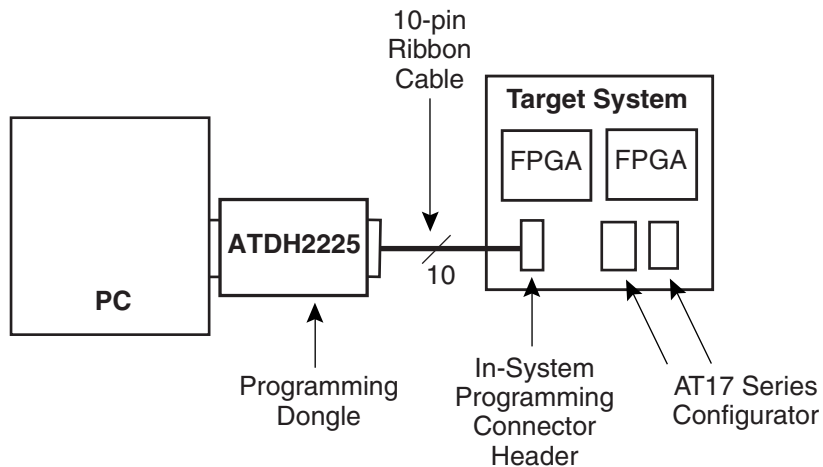 10-pin
Ribbon
Cable
Target System
FPGA
FPGA
ATDH2225
10
PC
Programming
Dongle
In-System
Programming
Connector
Header
AT17 Series
Configurator